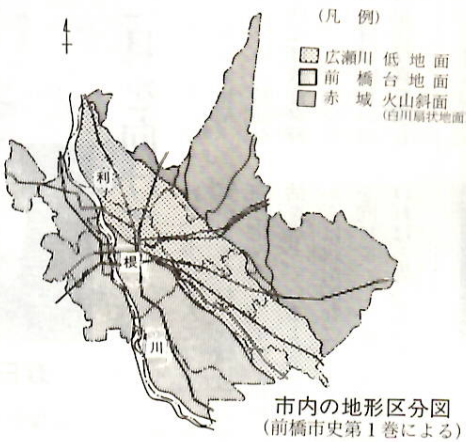 (凡 例)
広瀬川 低 地 面
前 橋 台 地 面
赤 城 火山斜面
(白川扇状地面)
利
根
川
市内の地形区分図
(前橋市史第1巻による)